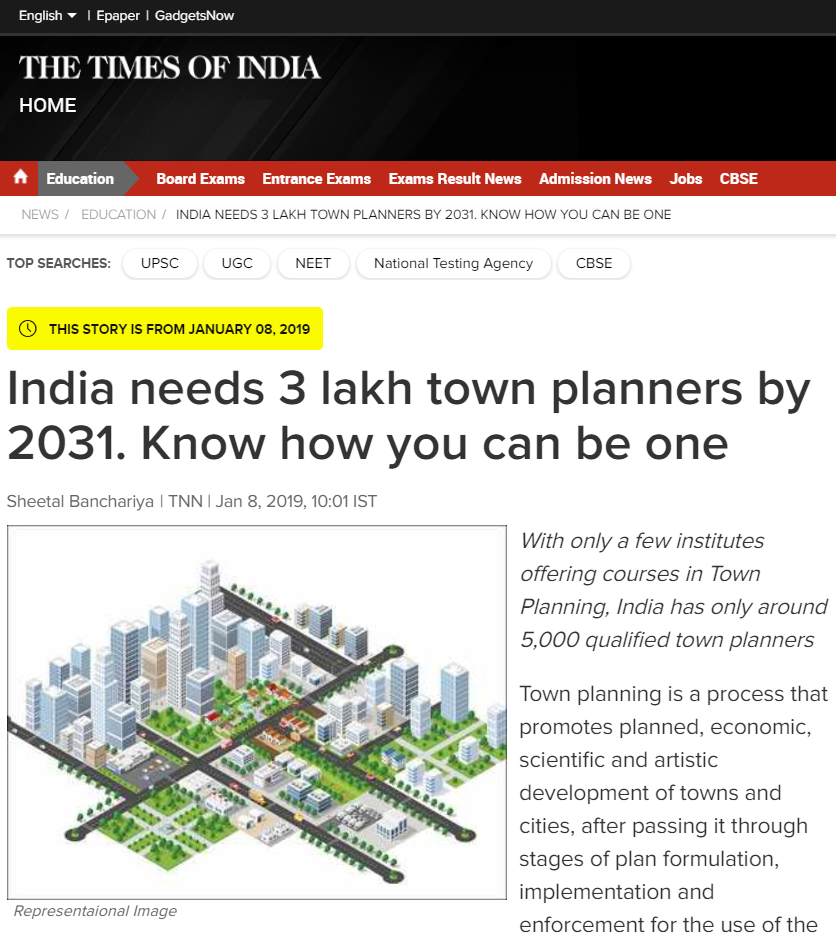 English | Epaper | GadgetsNow
THE TIMES OF INDIA
HOME
Education Board Exams Entrance Exams Exams Result News Admission News Jobs CBSE
NEWS / EDUCATION / INDIA NEEDS 3 LAKH TOWN PLANNERS BY 2031. KNOW HOW YOU CAN BE ONE
TOP SEARCHES: UPSC UGC NEET National Testing Agency CBSE
THIS STORY IS FROM JANUARY 08, 2019
India needs 3 lakh town planners by
2031. Know how you can be one
Sheetal Banchariya | TNN | Jan 8, 2019, 10:01 IST
With only a few institutes
offering courses in Town
Planning, India has only around
5,000 qualified town planners
Town planning is a process that
promotes planned, economic,
scientific and artistic
development of towns and
cities, after passing it through
stages of plan formulation,
implementation and
enforcement for the use of the
Representaional Image